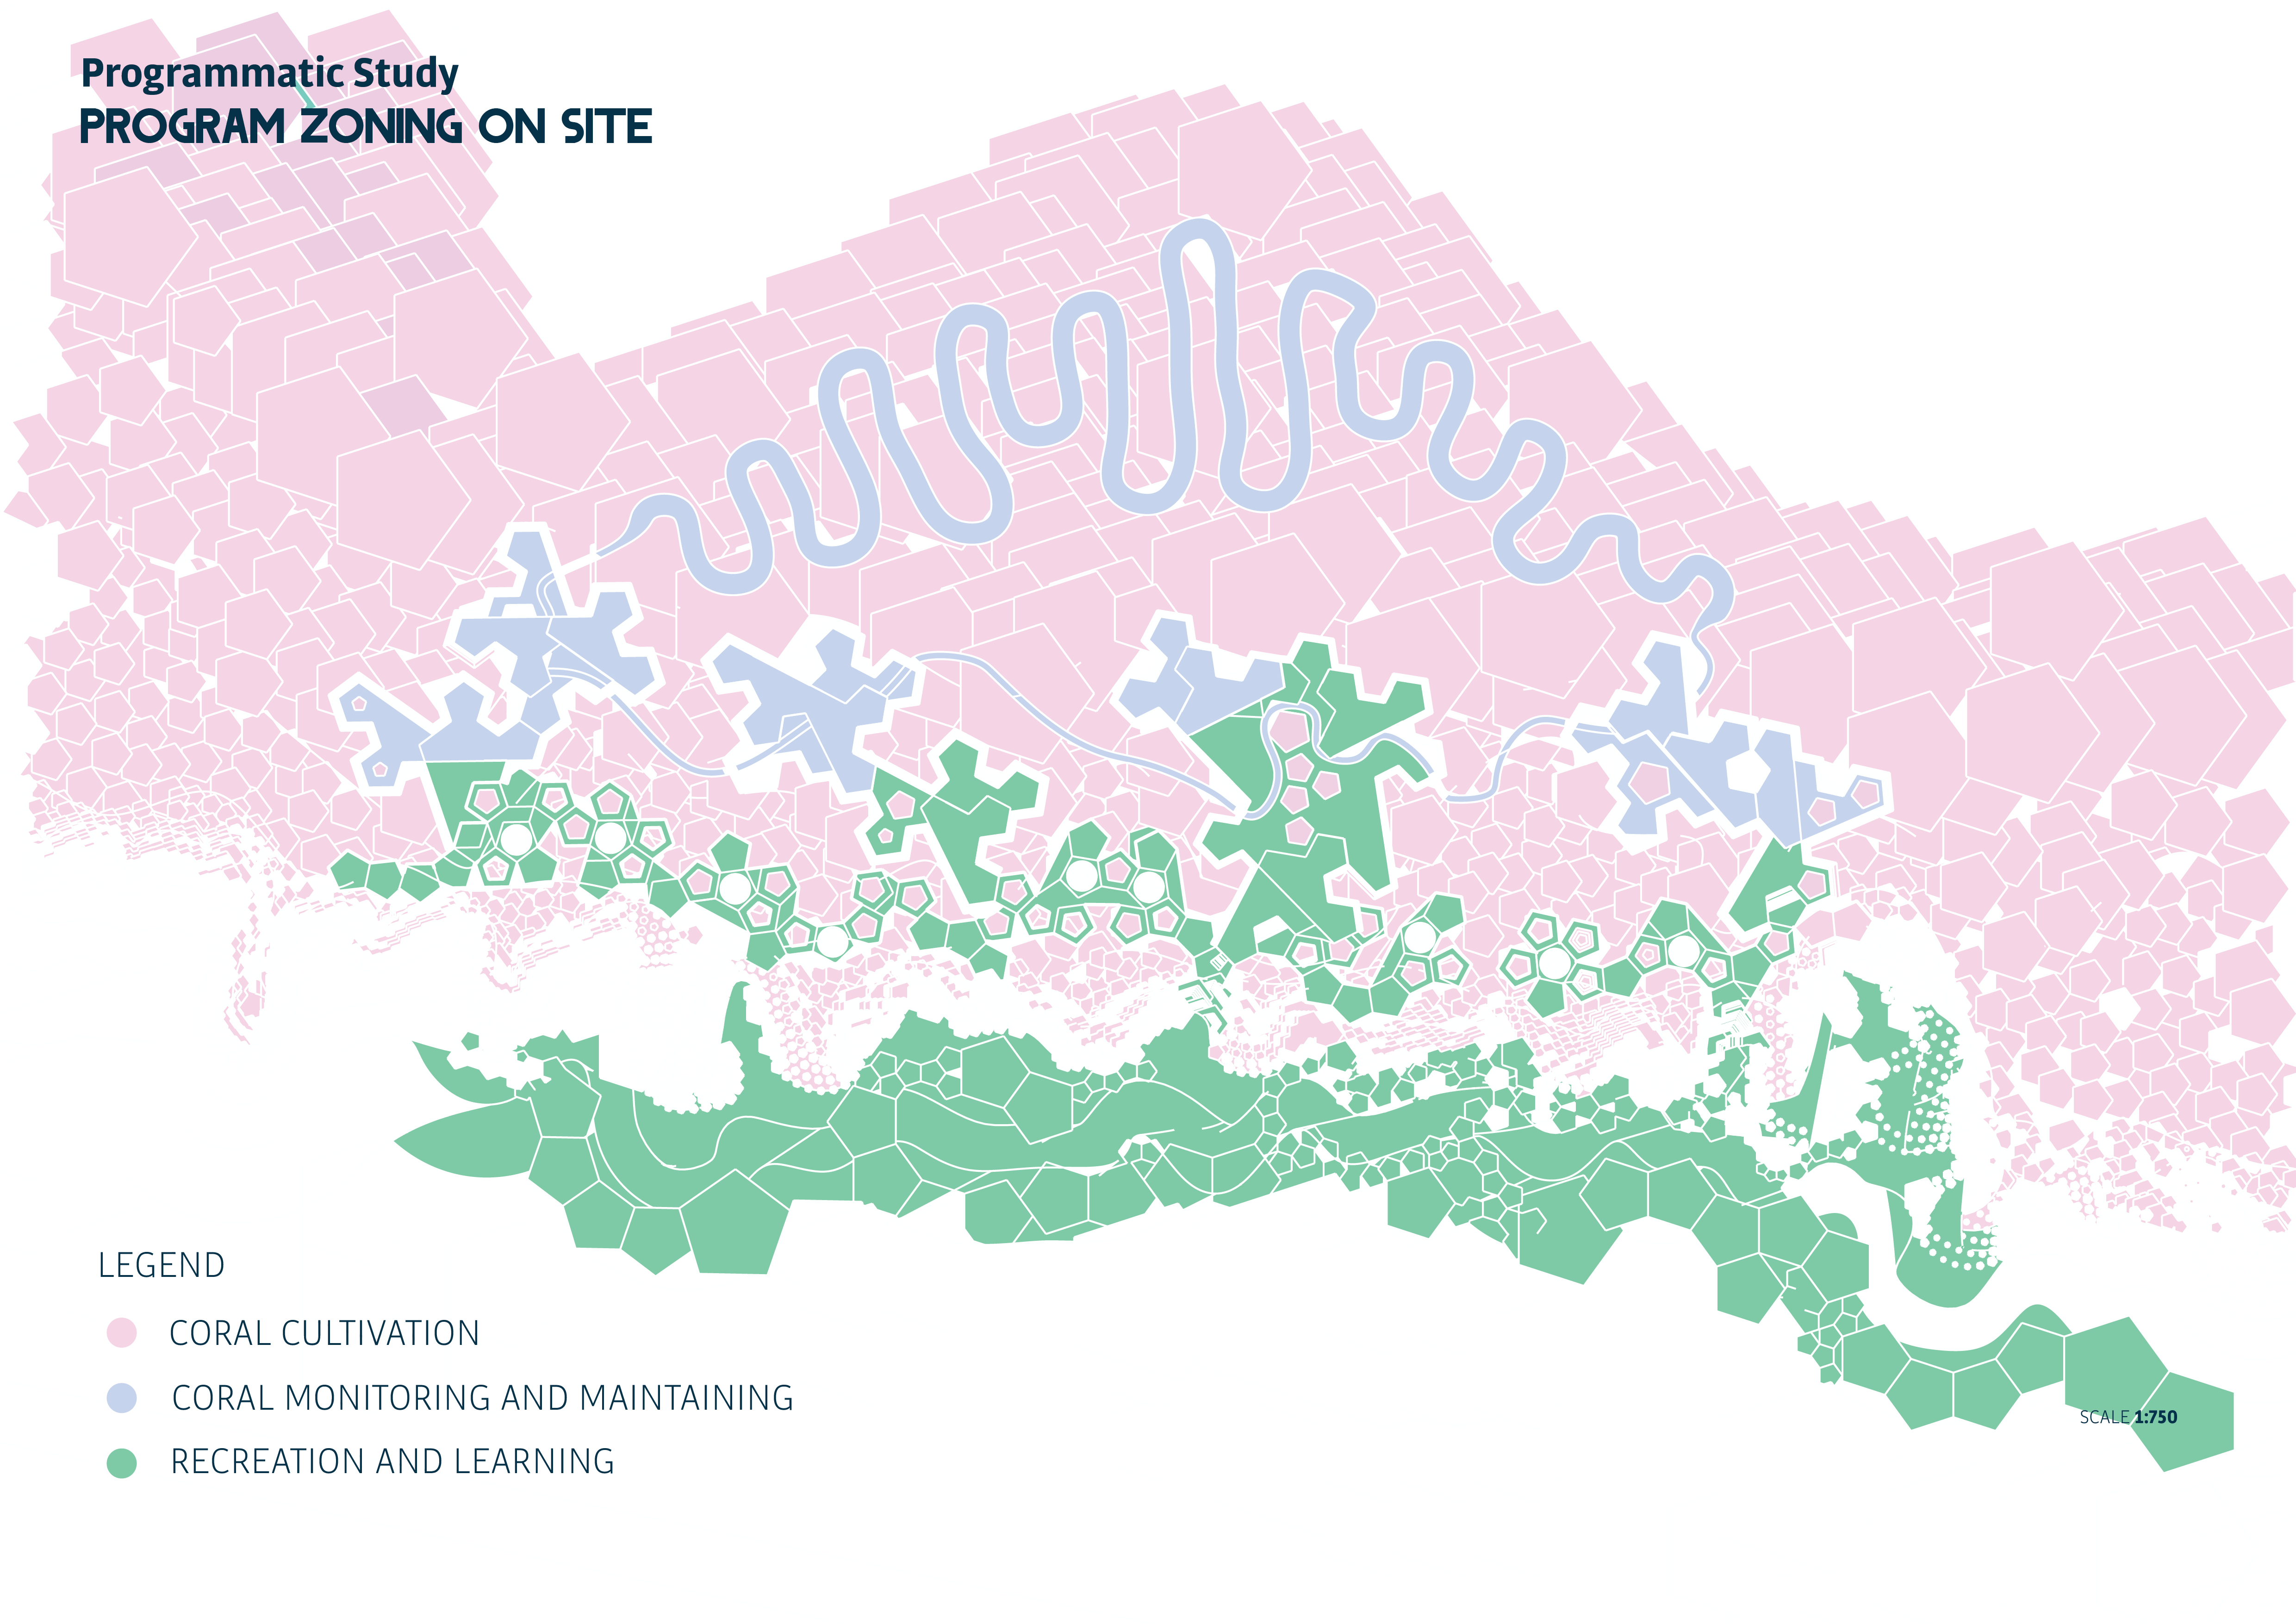 Programmatic Study
PROGRAM ZONING ON SITE
LEGEND
CORAL CULTIVATION
CORAL MONITORING AND MAINTAINING
RECREATION AND LEARNING
SCALE 1:750